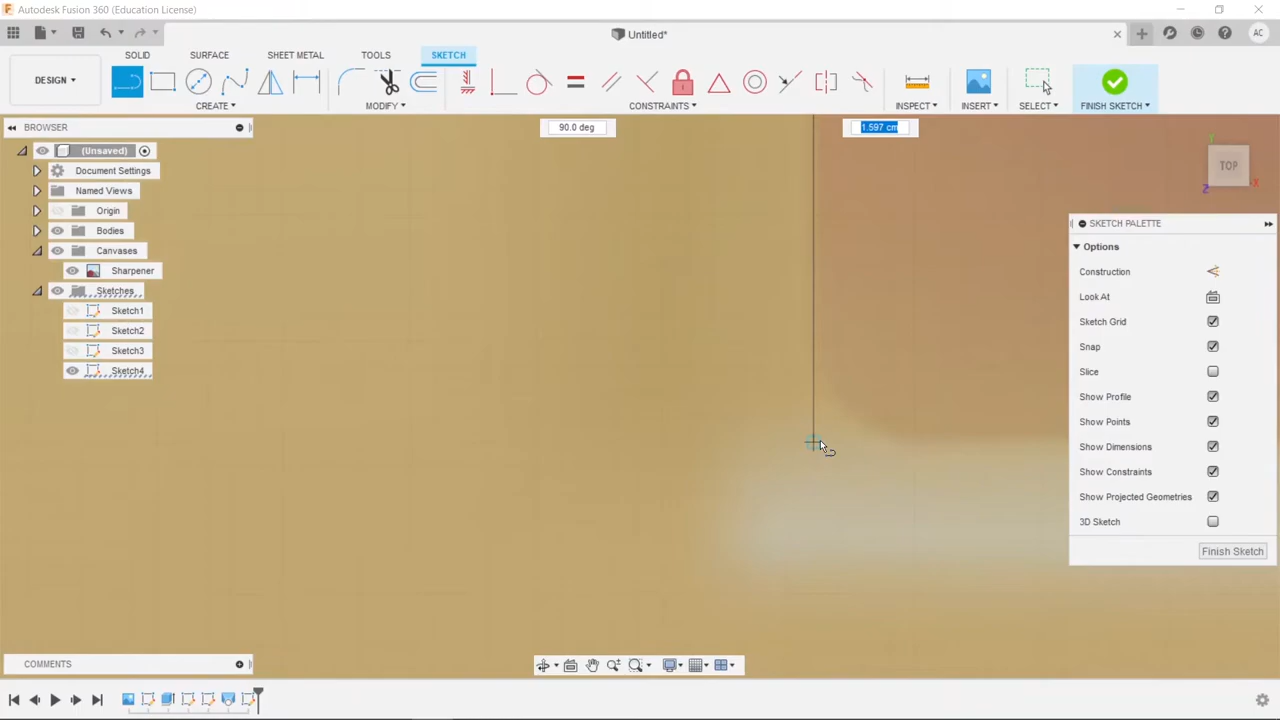 Autodesk Fusion 360 (Education License)
Untitled*
AC
DESIGN
SOLID
SURFACE
SHEET METAL
TOOLS
SKETCH
CREATE
MODIFY
CONSTRAINTS
INSPECT
INSERT
SELECT
FINISH SKETCH
BROWSER
90.0 deg
1.597 cm
(Unsaved)
Document Settings
Named Views
Origin
Bodies
Canvases
Sharpener
Sketches
Sketch1
Sketch2
Sketch3
Sketch4
Y
TOP
X
Z
SKETCH PALETTE
Options
Construction
Look At
Sketch Grid
Snap
Slice
Show Profile
Show Points
Show Dimensions
Show Constraints
Show Projected Geometries
3D Sketch
Finish Sketch
COMMENTS